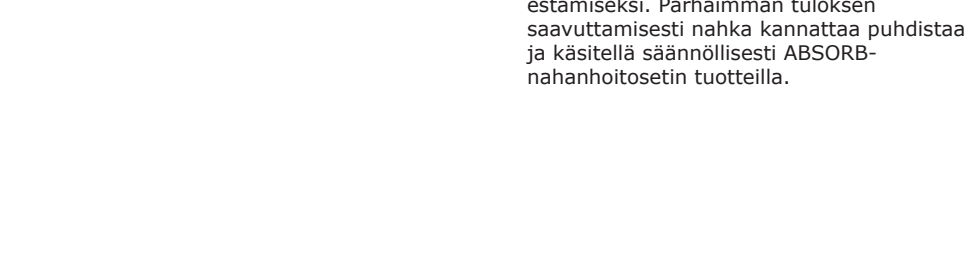 estämiseksi. Parhaimman tuloksen
saavuttamisesti nahka kannattaa puhdistaa
ja käsitellä säännöllisesti ABSORB-
nahanhoitosetin tuotteilla.